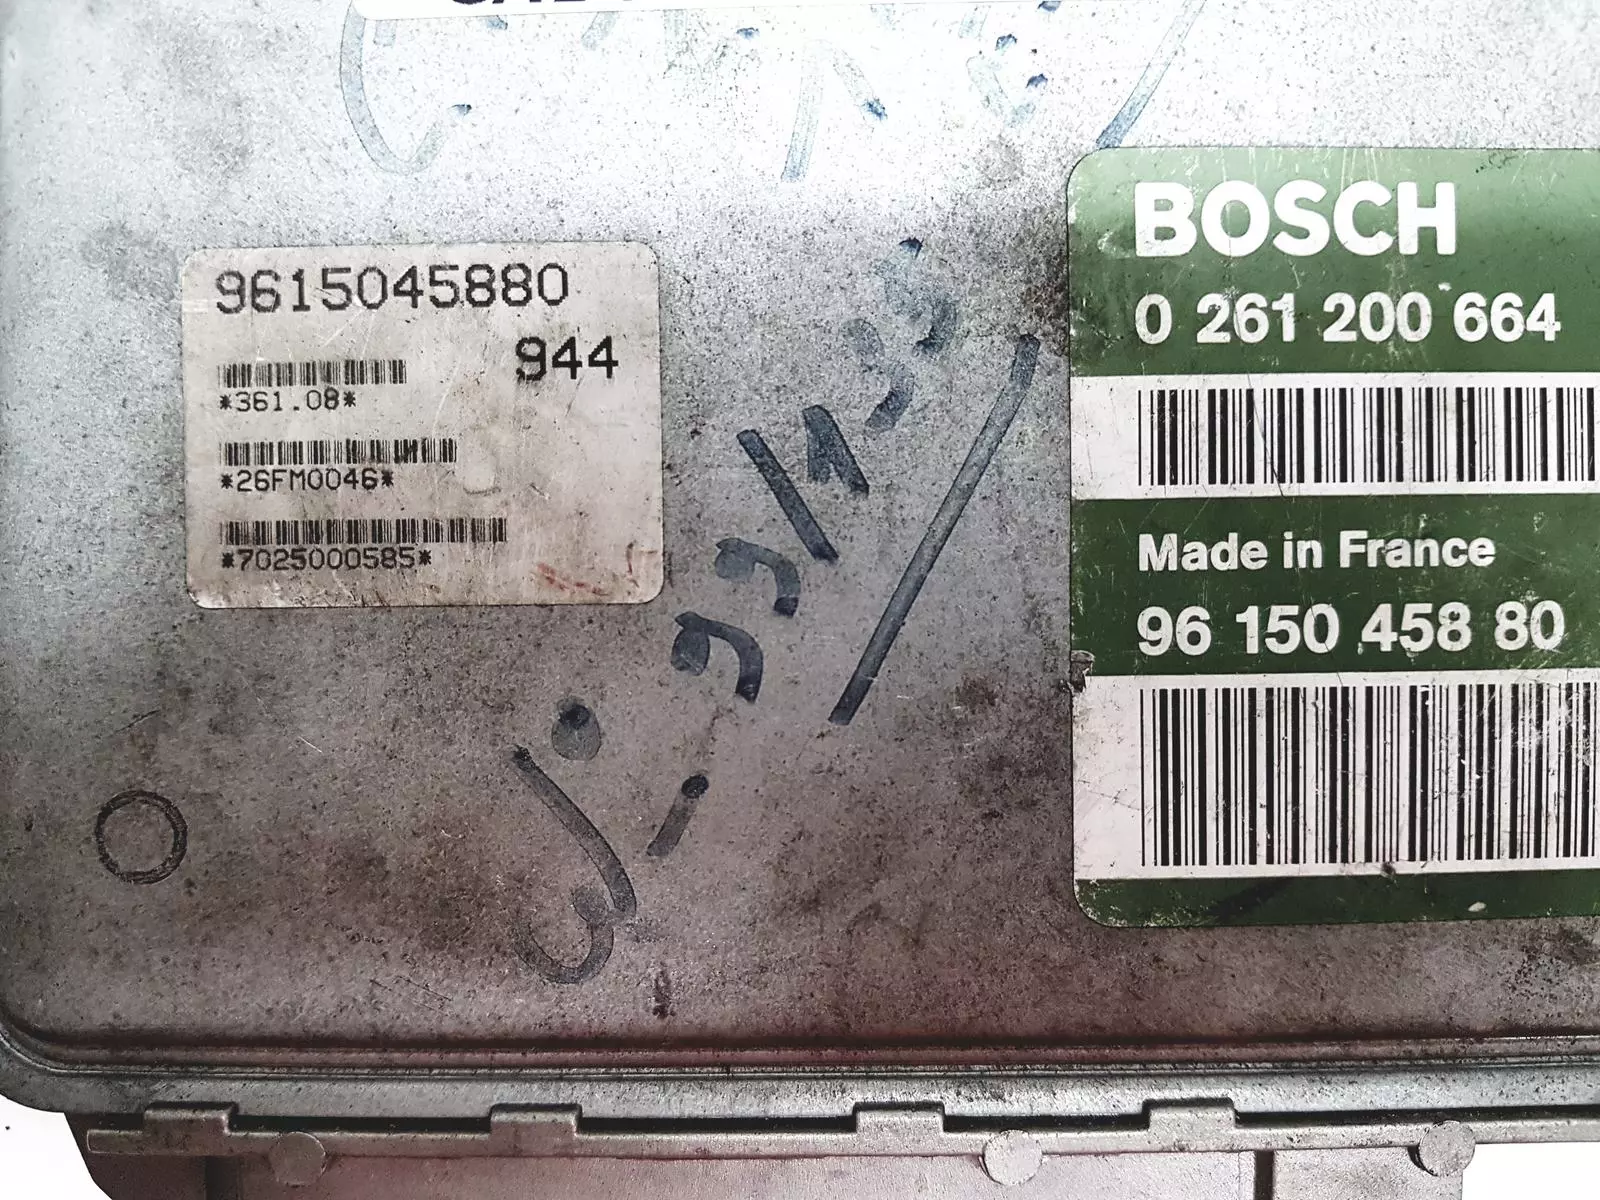 9615045880
944
*361.08*
*26FM0046*
*7025000585*
BOSCH
0 261 200 664
Made in France
96 150 458 80